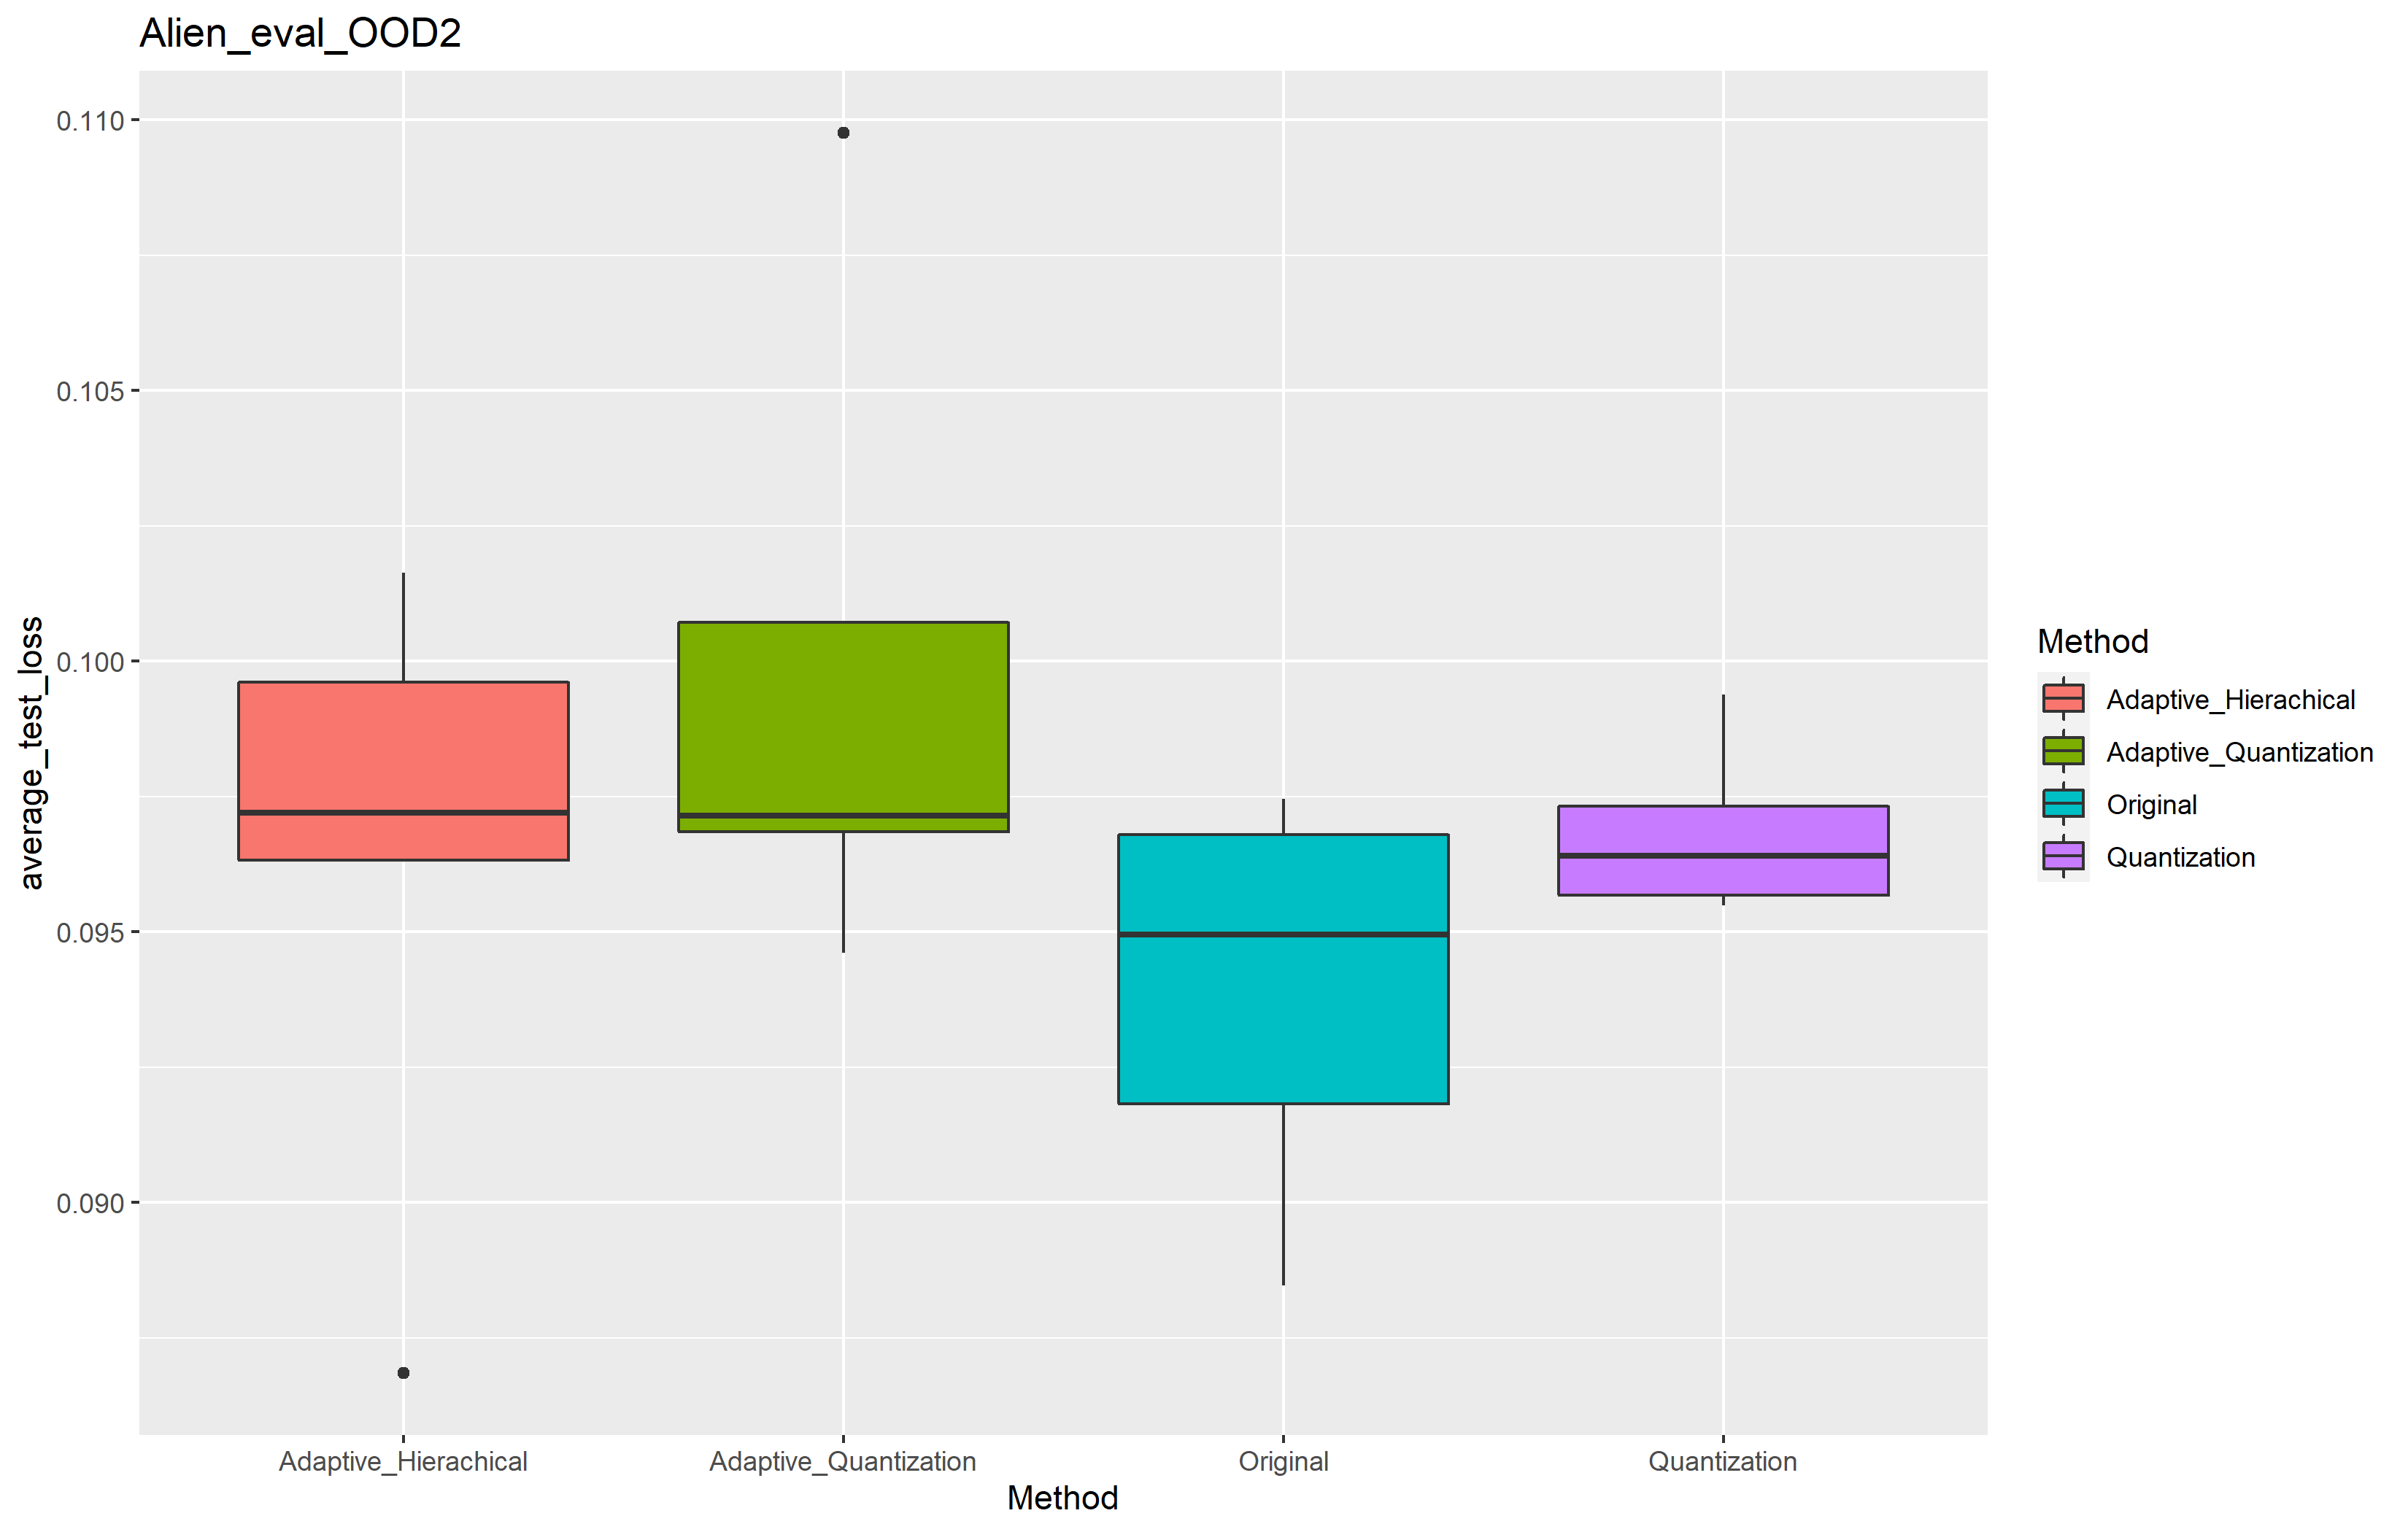 Alien_eval_OOD2
0.110
0.105
0.100
0.095
0.090
average_test_loss
Adaptive_Hierachical
Adaptive_Quantization
Original
Quantization
Method
Method
Adaptive_Hierachical
Adaptive_Quantization
Original
Quantization